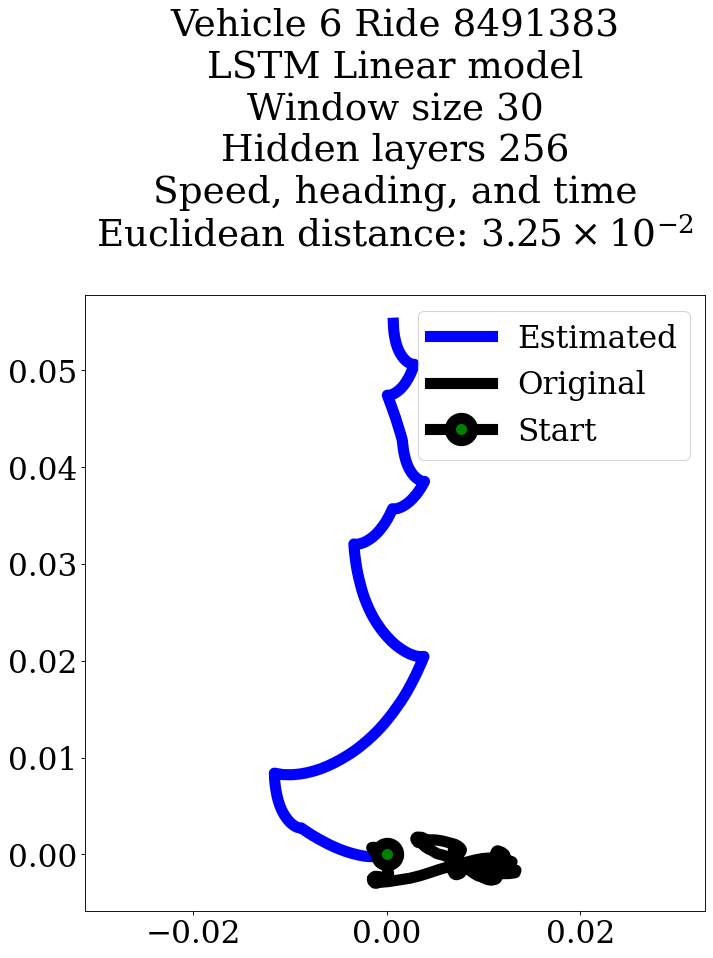 Vehicle 6 Ride 8491383
LSTM Linear model
Window size 30
Hidden layers 256
Speed, heading, and time
Euclidean distance: 3.25 × 10⁻²
Estimated
Original
Start
0.05
0.04
0.03
0.02
0.01
0.00
−0.02
0.00
0.02